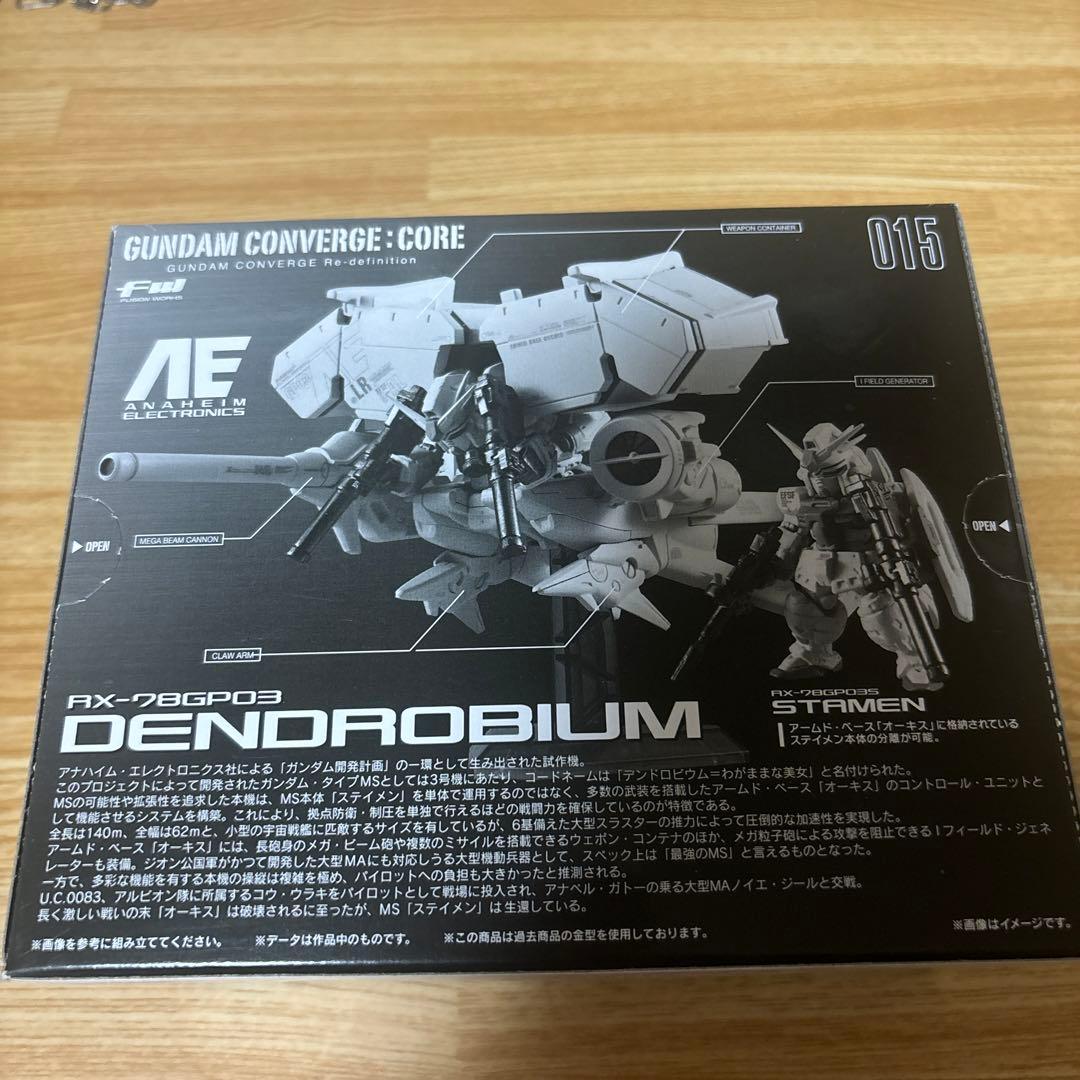 GUNDAM CONVERGE:CORE
GUNDAM CONVERGE Re-definition
FW
FUSION WORKS
015
WEAPON CONTAINER
AE
ANAHEIM
ELECTRONICS
I FIELD GENERATOR
LR
EFSF
▶OPEN
OPEN◀
MEGA BEAM CANNON
CLAW ARM
RX-78GP03
DENDROBIUM
RX-78GP03S
STAMEN
アームド・ベース「オーキス」に格納されている
ステイメン本体の分離が可能。
アナハイム・エレクトロニクス社による「ガンダム開発計画」の一環として生み出された試作機。
このプロジェクトによって開発されたガンダム・タイプMSとしては3号機にあたり、コードネームは「デンドロビウムーわがままな美女」と名付けられた。
MSの可能性や拡張性を追求した本機は、MS本体「ステイメン」を単体で運用するのではなく、多数の武装を搭載したアームド・ベース「オーキス」のコントロール・ユニットと
して機能させるシステムを構築。これにより、拠点防衛・制圧を単独で行えるほどの戦闘力を確保しているのが特徴である。
全長は140m、全幅は62mと、小型の宇宙戦艦に匹敵するサイズを有しているが、6基備えた大型スラスターの推力によって圧倒的な加速性を実現した。
アームド・ベース「オーキス」には、長砲身のメガ・ビーム砲や複数のミサイルを搭載できるウェポン・コンテナのほか、メガ粒子砲による攻撃を阻止できるIフィールド・ジェネ
レーターも装備。ジオン公国軍がかつて開発した大型MAにも対応しうる大型機動兵器として、スペック上は「最強のMS」と言えるものとなった。
一方で、多彩な機能を有する本機の操縦は複雑を極め、パイロットへの負担も大きかったと推測される。
U.C.0083、アルビオン隊に所属するコウ・ウラキをパイロットとして戦場に投入され、アナベル・ガトーの乗る大型MAノイエ・ジールと交戦。
長く激しい戦いの末「オーキス」は破壊されるに至ったが、MS「ステイメン」は生還している。
※画像を参考に組み立ててください。 ※データは作品中のものです。 ※この商品は過去商品の金型を使用しております。
※画像はイメージです。